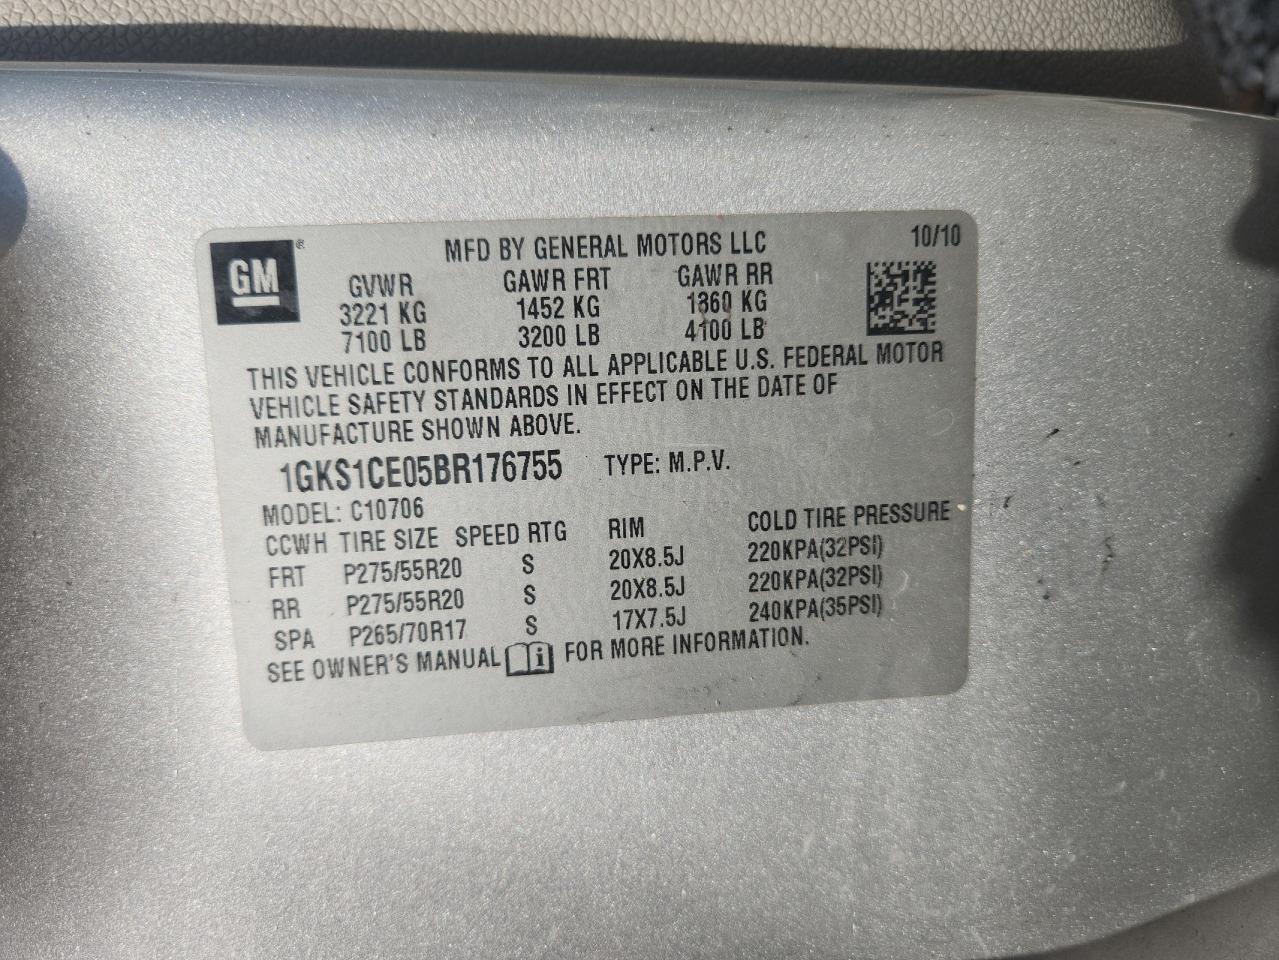 GM ® MFD BY GENERAL MOTORS LLC 10/10
GVWR GAWR FRT GAWR RR
3221 KG 1452 KG 1860 KG
7100 LB 3200 LB 4100 LB
THIS VEHICLE CONFORMS TO ALL APPLICABLE U.S. FEDERAL MOTOR
VEHICLE SAFETY STANDARDS IN EFFECT ON THE DATE OF
MANUFACTURE SHOWN ABOVE.
1GKS1CE05BR176755 TYPE: M.P.V.
MODEL: C10706
CCWH TIRE SIZE SPEED RTG RIM COLD TIRE PRESSURE
FRT P275/55R20 S 20X8.5J 220KPA(32PSI)
RR P275/55R20 S 20X8.5J 220KPA(32PSI)
SPA P265/70R17 S 17X7.5J 240KPA(35PSI)
SEE OWNER'S MANUAL i FOR MORE INFORMATION.